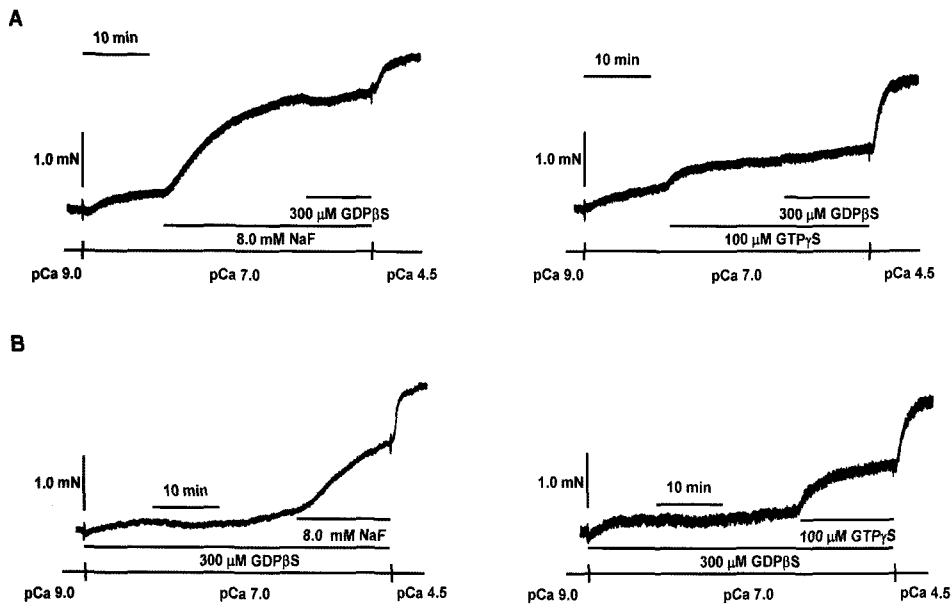 A
10 min
1.0 mN
300 μM GDPβS
8.0 mM NaF
pCa 9.0 pCa 7.0 pCa 4.5
10 min
1.0 mN
300 μM GDPβS
100 μM GTPγS
pCa 9.0 pCa 7.0 pCa 4.5
B
1.0 mN
10 min
8.0 mM NaF
300 μM GDPβS
pCa 9.0 pCa 7.0 pCa 4.5
1.0 mN
10 min
100 μM GTPγS
300 μM GDPβS
pCa 9.0 pCa 7.0 pCa 4.5